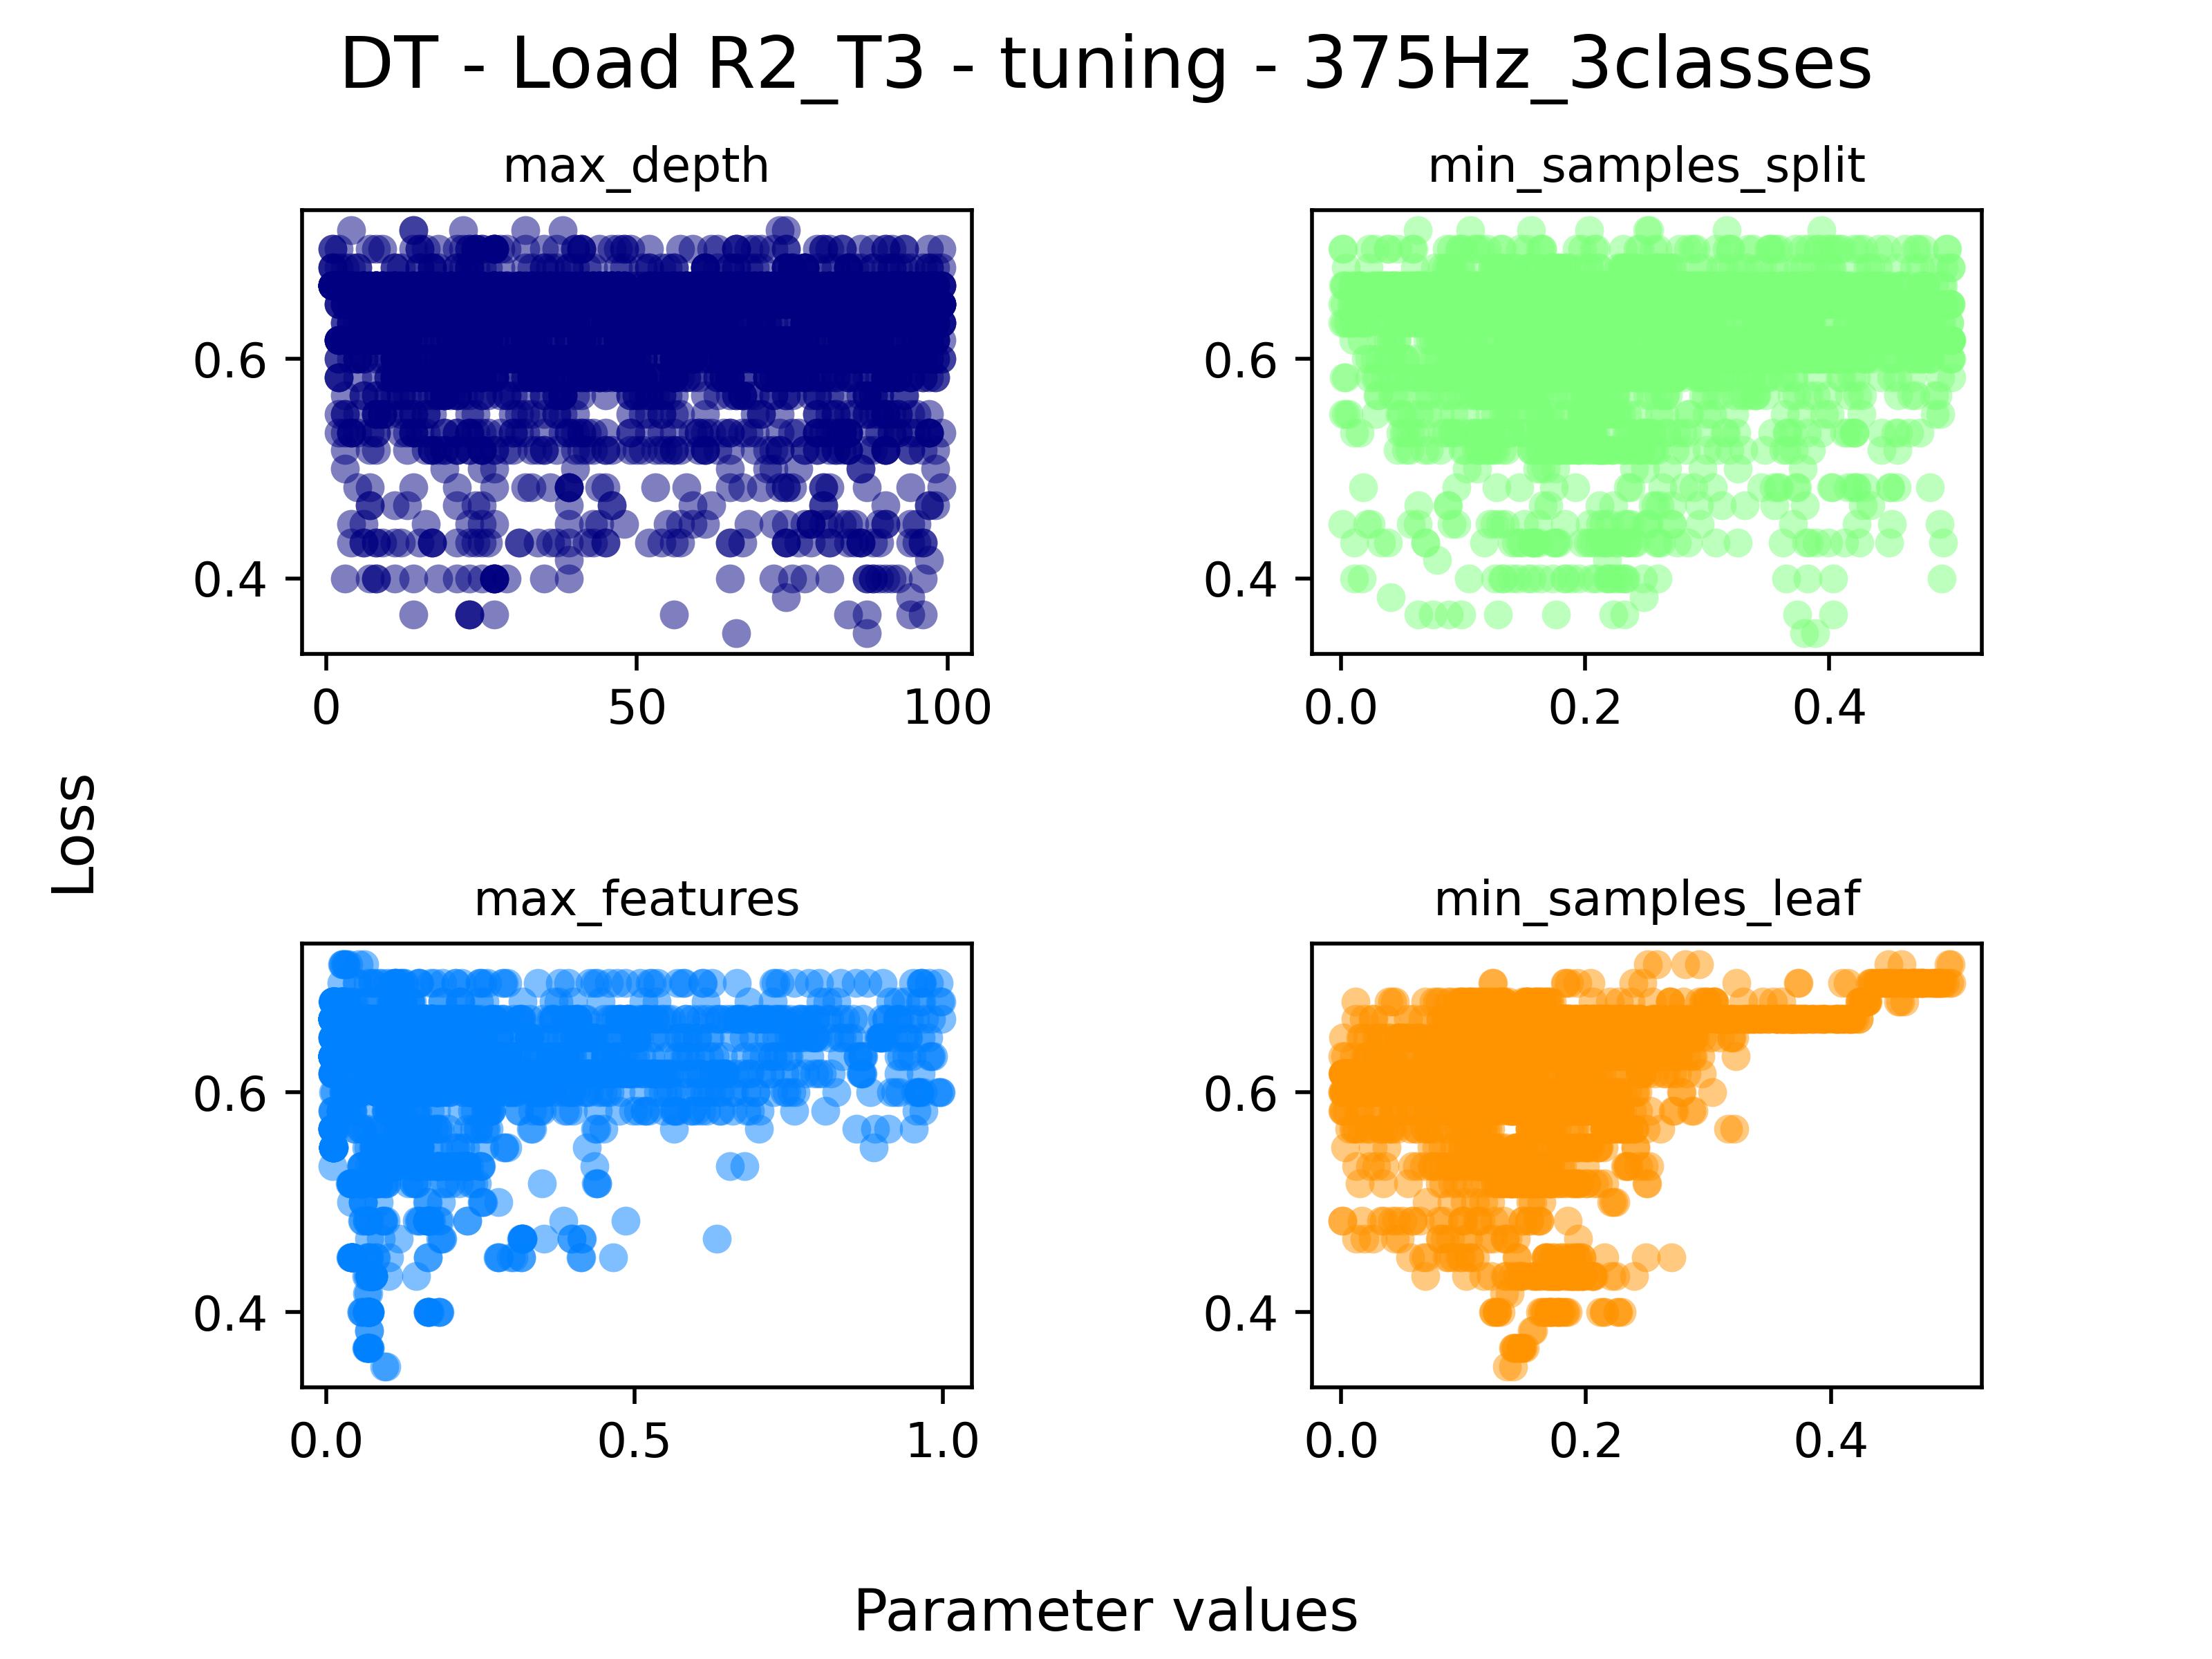 DT - Load R2_T3 - tuning - 375Hz_3classes
max_depth
min_samples_split
0.6
0.4
0.6
0.4
0 50 100
0.0 0.2 0.4
Loss
max_features
min_samples_leaf
0.6
0.4
0.6
0.4
0.0 0.5 1.0
0.0 0.2 0.4
Parameter values